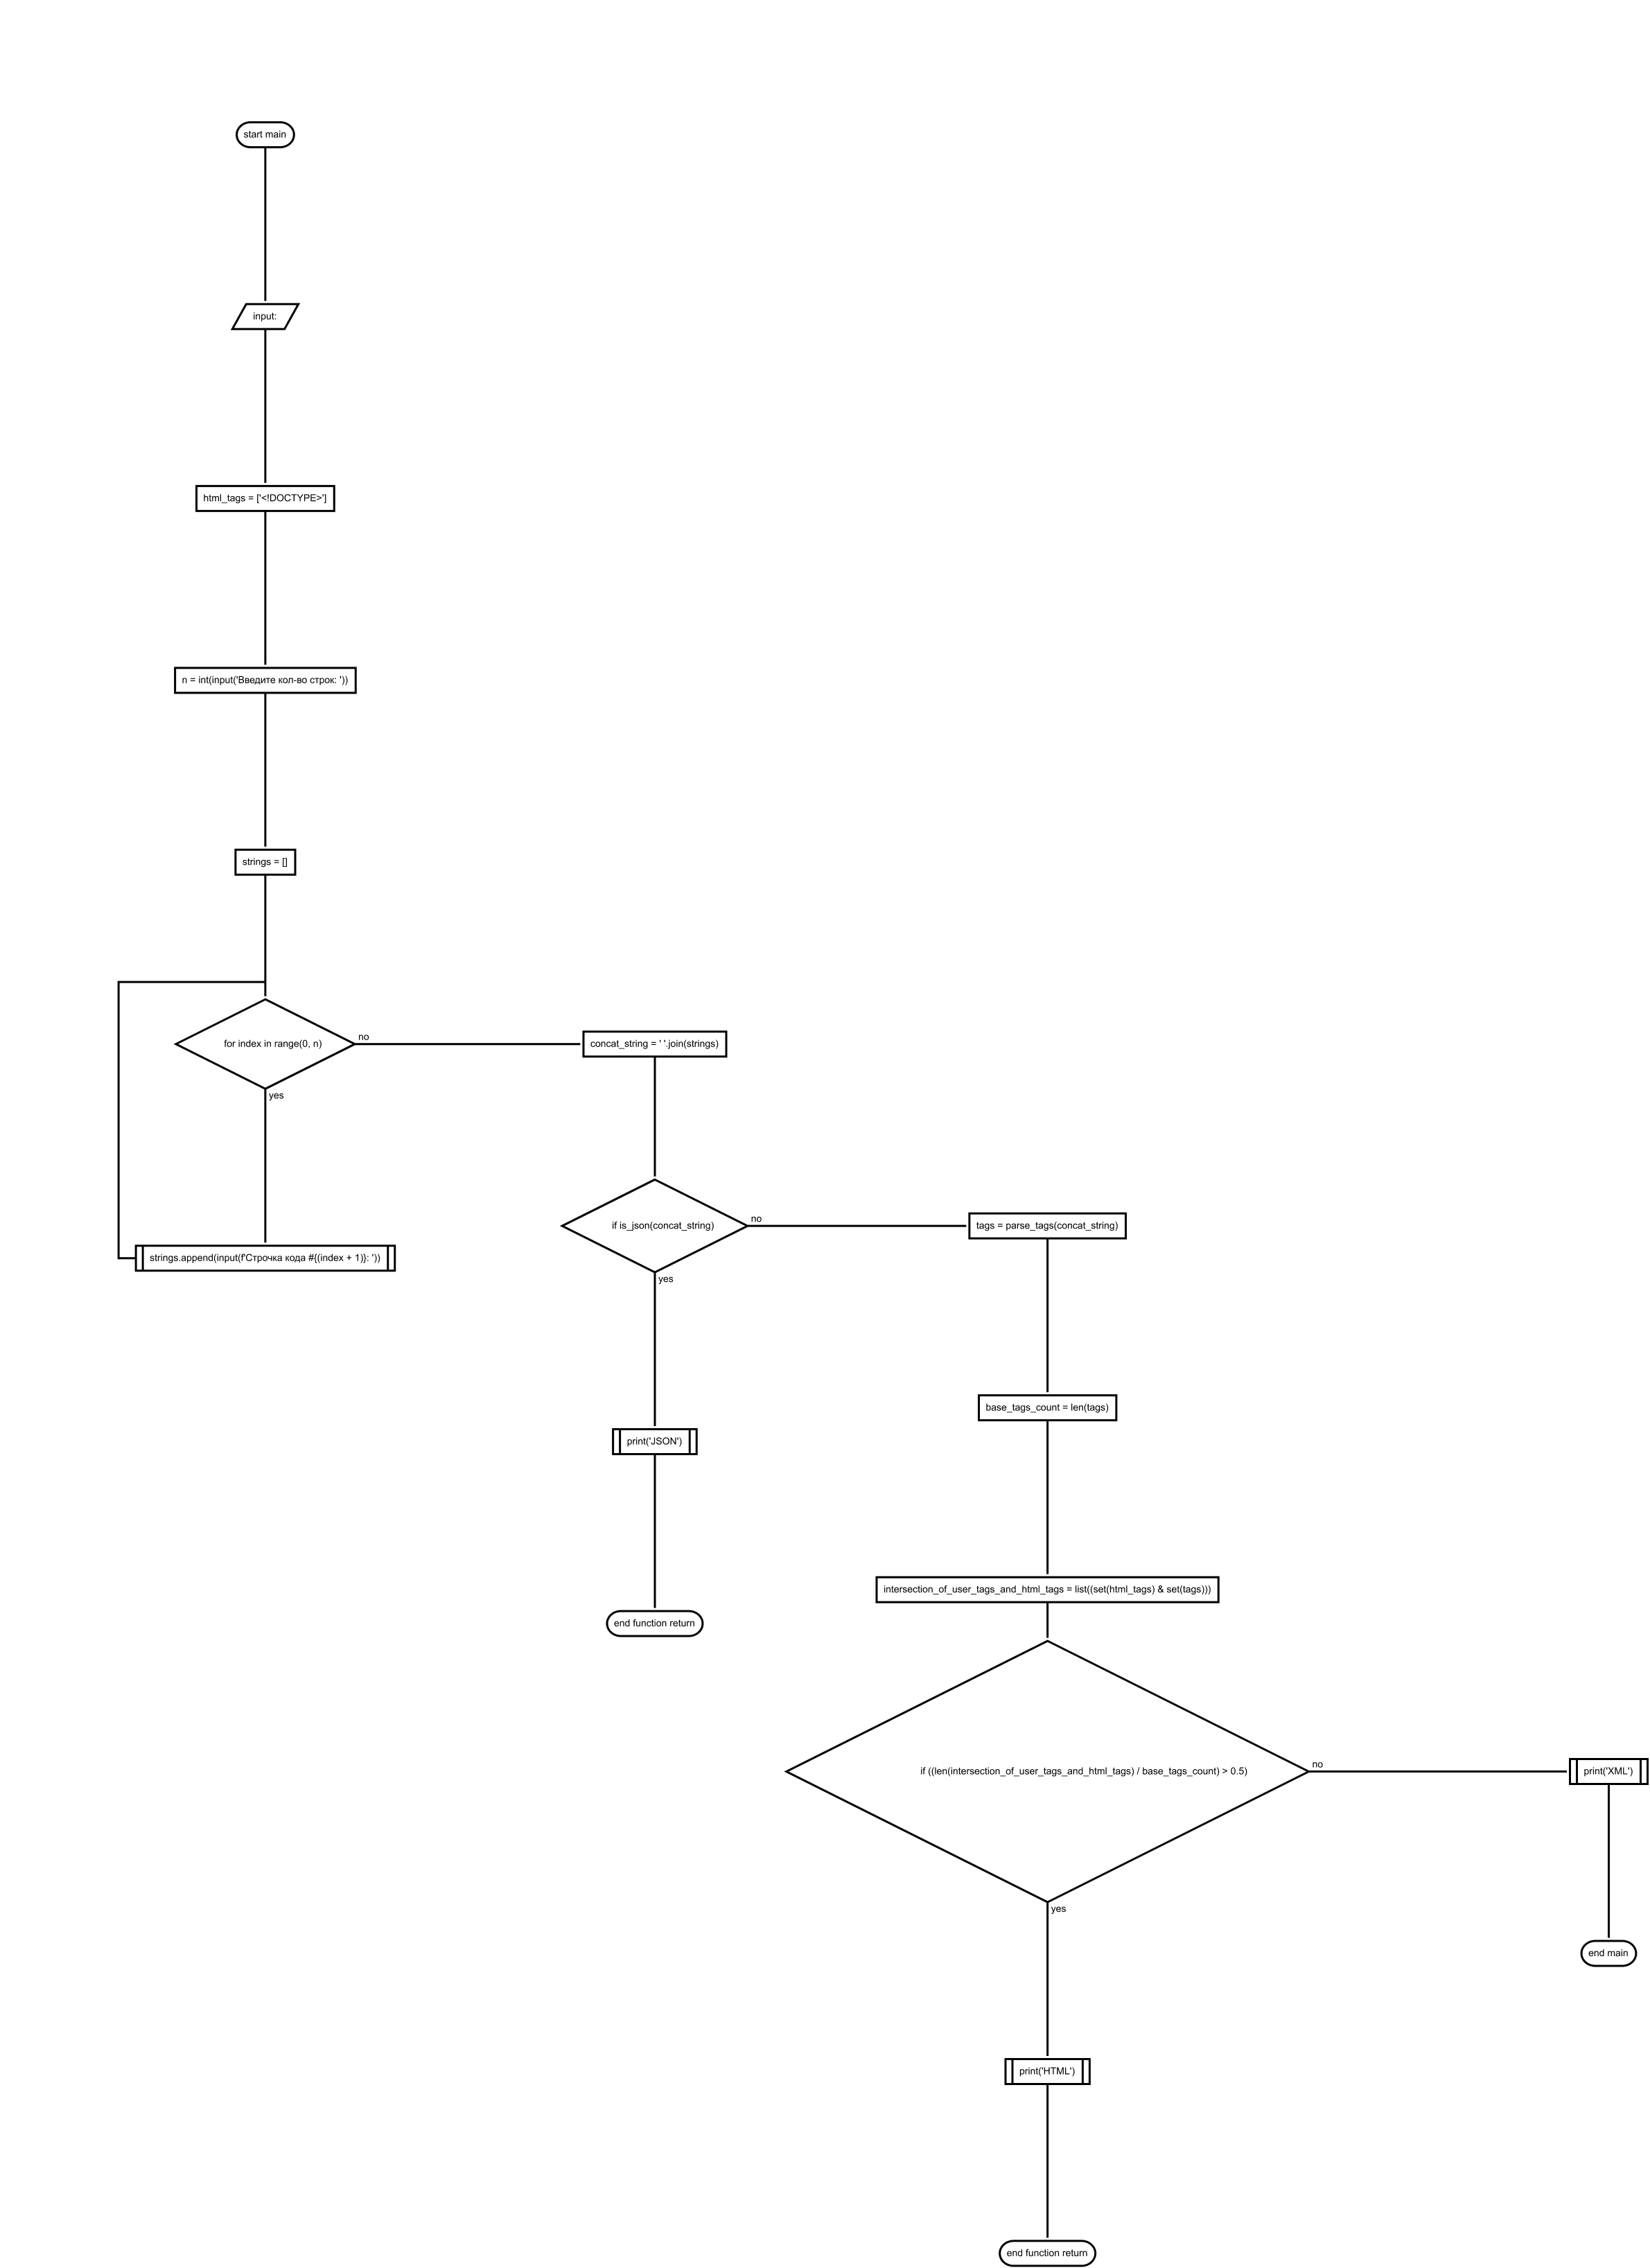 start main
input:
html_tags = ['<!DOCTYPE>']
n = int(input('Введите кол-во строк: '))
strings = []
for index in range(0, n)
no
yes
strings.append(input(f'Строчка кода #{(index + 1)}: '))
concat_string = ' '.join(strings)
if is_json(concat_string)
no
yes
print('JSON')
end function return
tags = parse_tags(concat_string)
base_tags_count = len(tags)
intersection_of_user_tags_and_html_tags = list((set(html_tags) & set(tags)))
if ((len(intersection_of_user_tags_and_html_tags) / base_tags_count) > 0.5)
no
yes
print('XML')
end main
print('HTML')
end function return